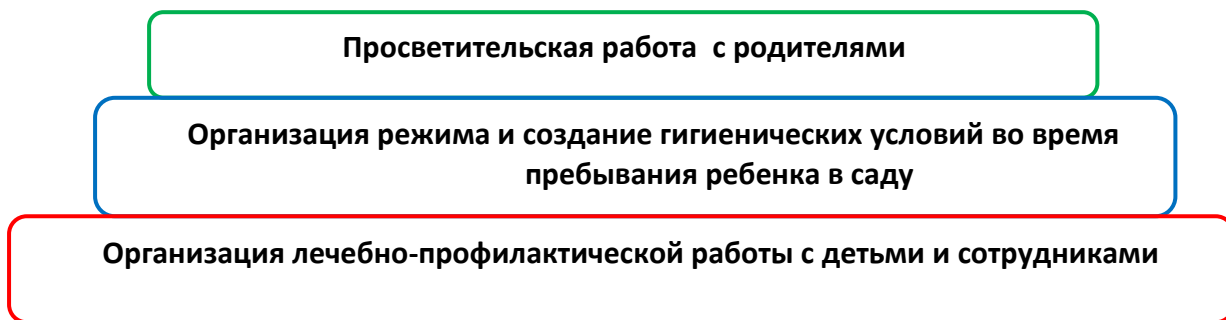 Просветительская работа с родителями
Организация режима и создание гигиенических условий во время
пребывания ребенка в саду
Организация лечебно-профилактической работы с детьми и сотрудниками